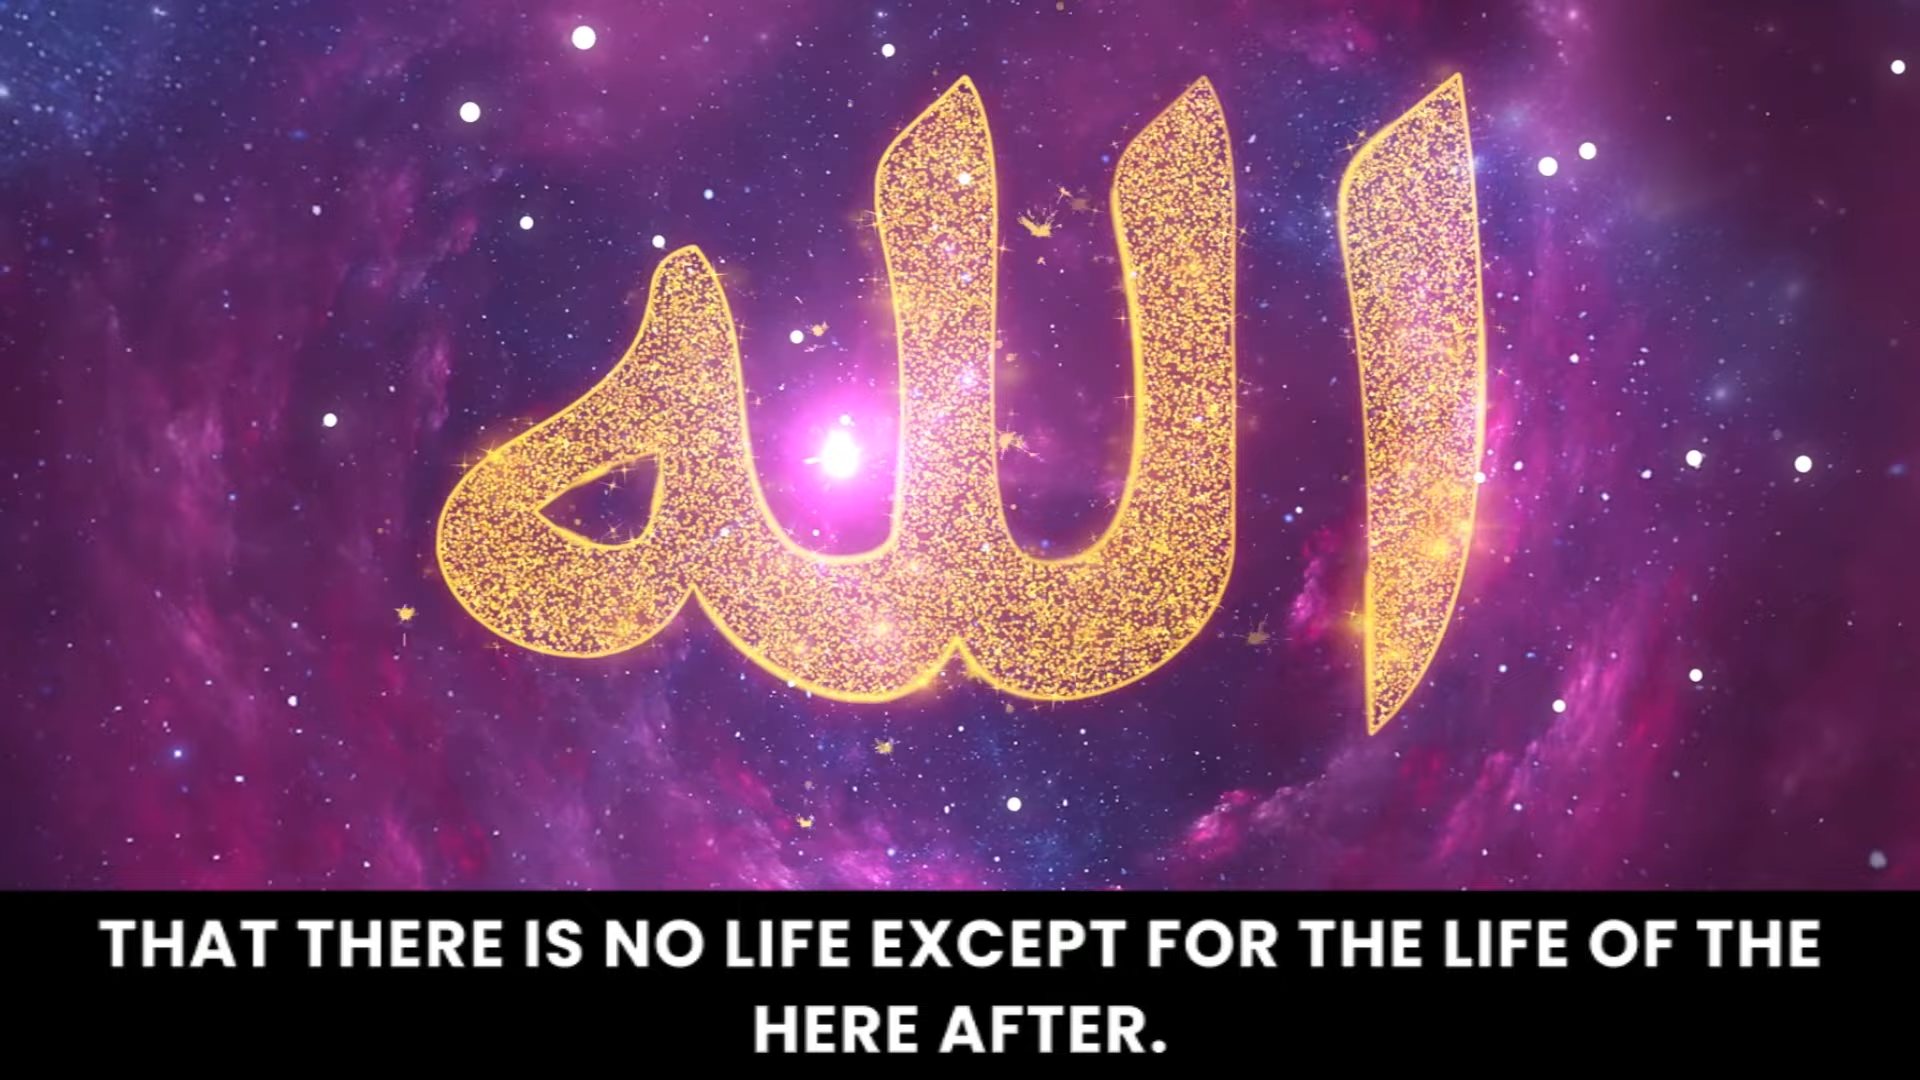 الله
THAT THERE IS NO LIFE EXCEPT FOR THE LIFE OF THE
HERE AFTER.